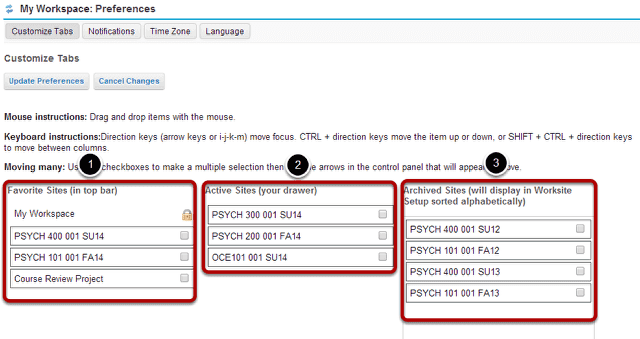 My Workspace: Preferences
Customize Tabs Notifications Time Zone Language
Customize Tabs
Update Preferences Cancel Changes
Mouse instructions: Drag and drop items with the mouse.
Keyboard instructions:Direction keys (arrow keys or i-j-k-m) move focus. CTRL + direction keys move the item up or down, or SHIFT + CTRL + direction keys
to move between columns.
Moving many: checkboxes to make a multiple selection then arrows in the control panel that will
1
2
3
Favorite Sites (in top bar)
My Workspace
PSYCH 400 001 SU14
PSYCH 101 001 FA14
Course Review Project
Active Sites (your drawer)
PSYCH 300 001 SU14
PSYCH 200 001 FA14
OCE101 001 SU14
Archived Sites (will display in Worksite
Setup sorted alphabetically)
PSYCH 400 001 SU12
PSYCH 101 001 FA12
PSYCH 400 001 SU13
PSYCH 101 001 FA13